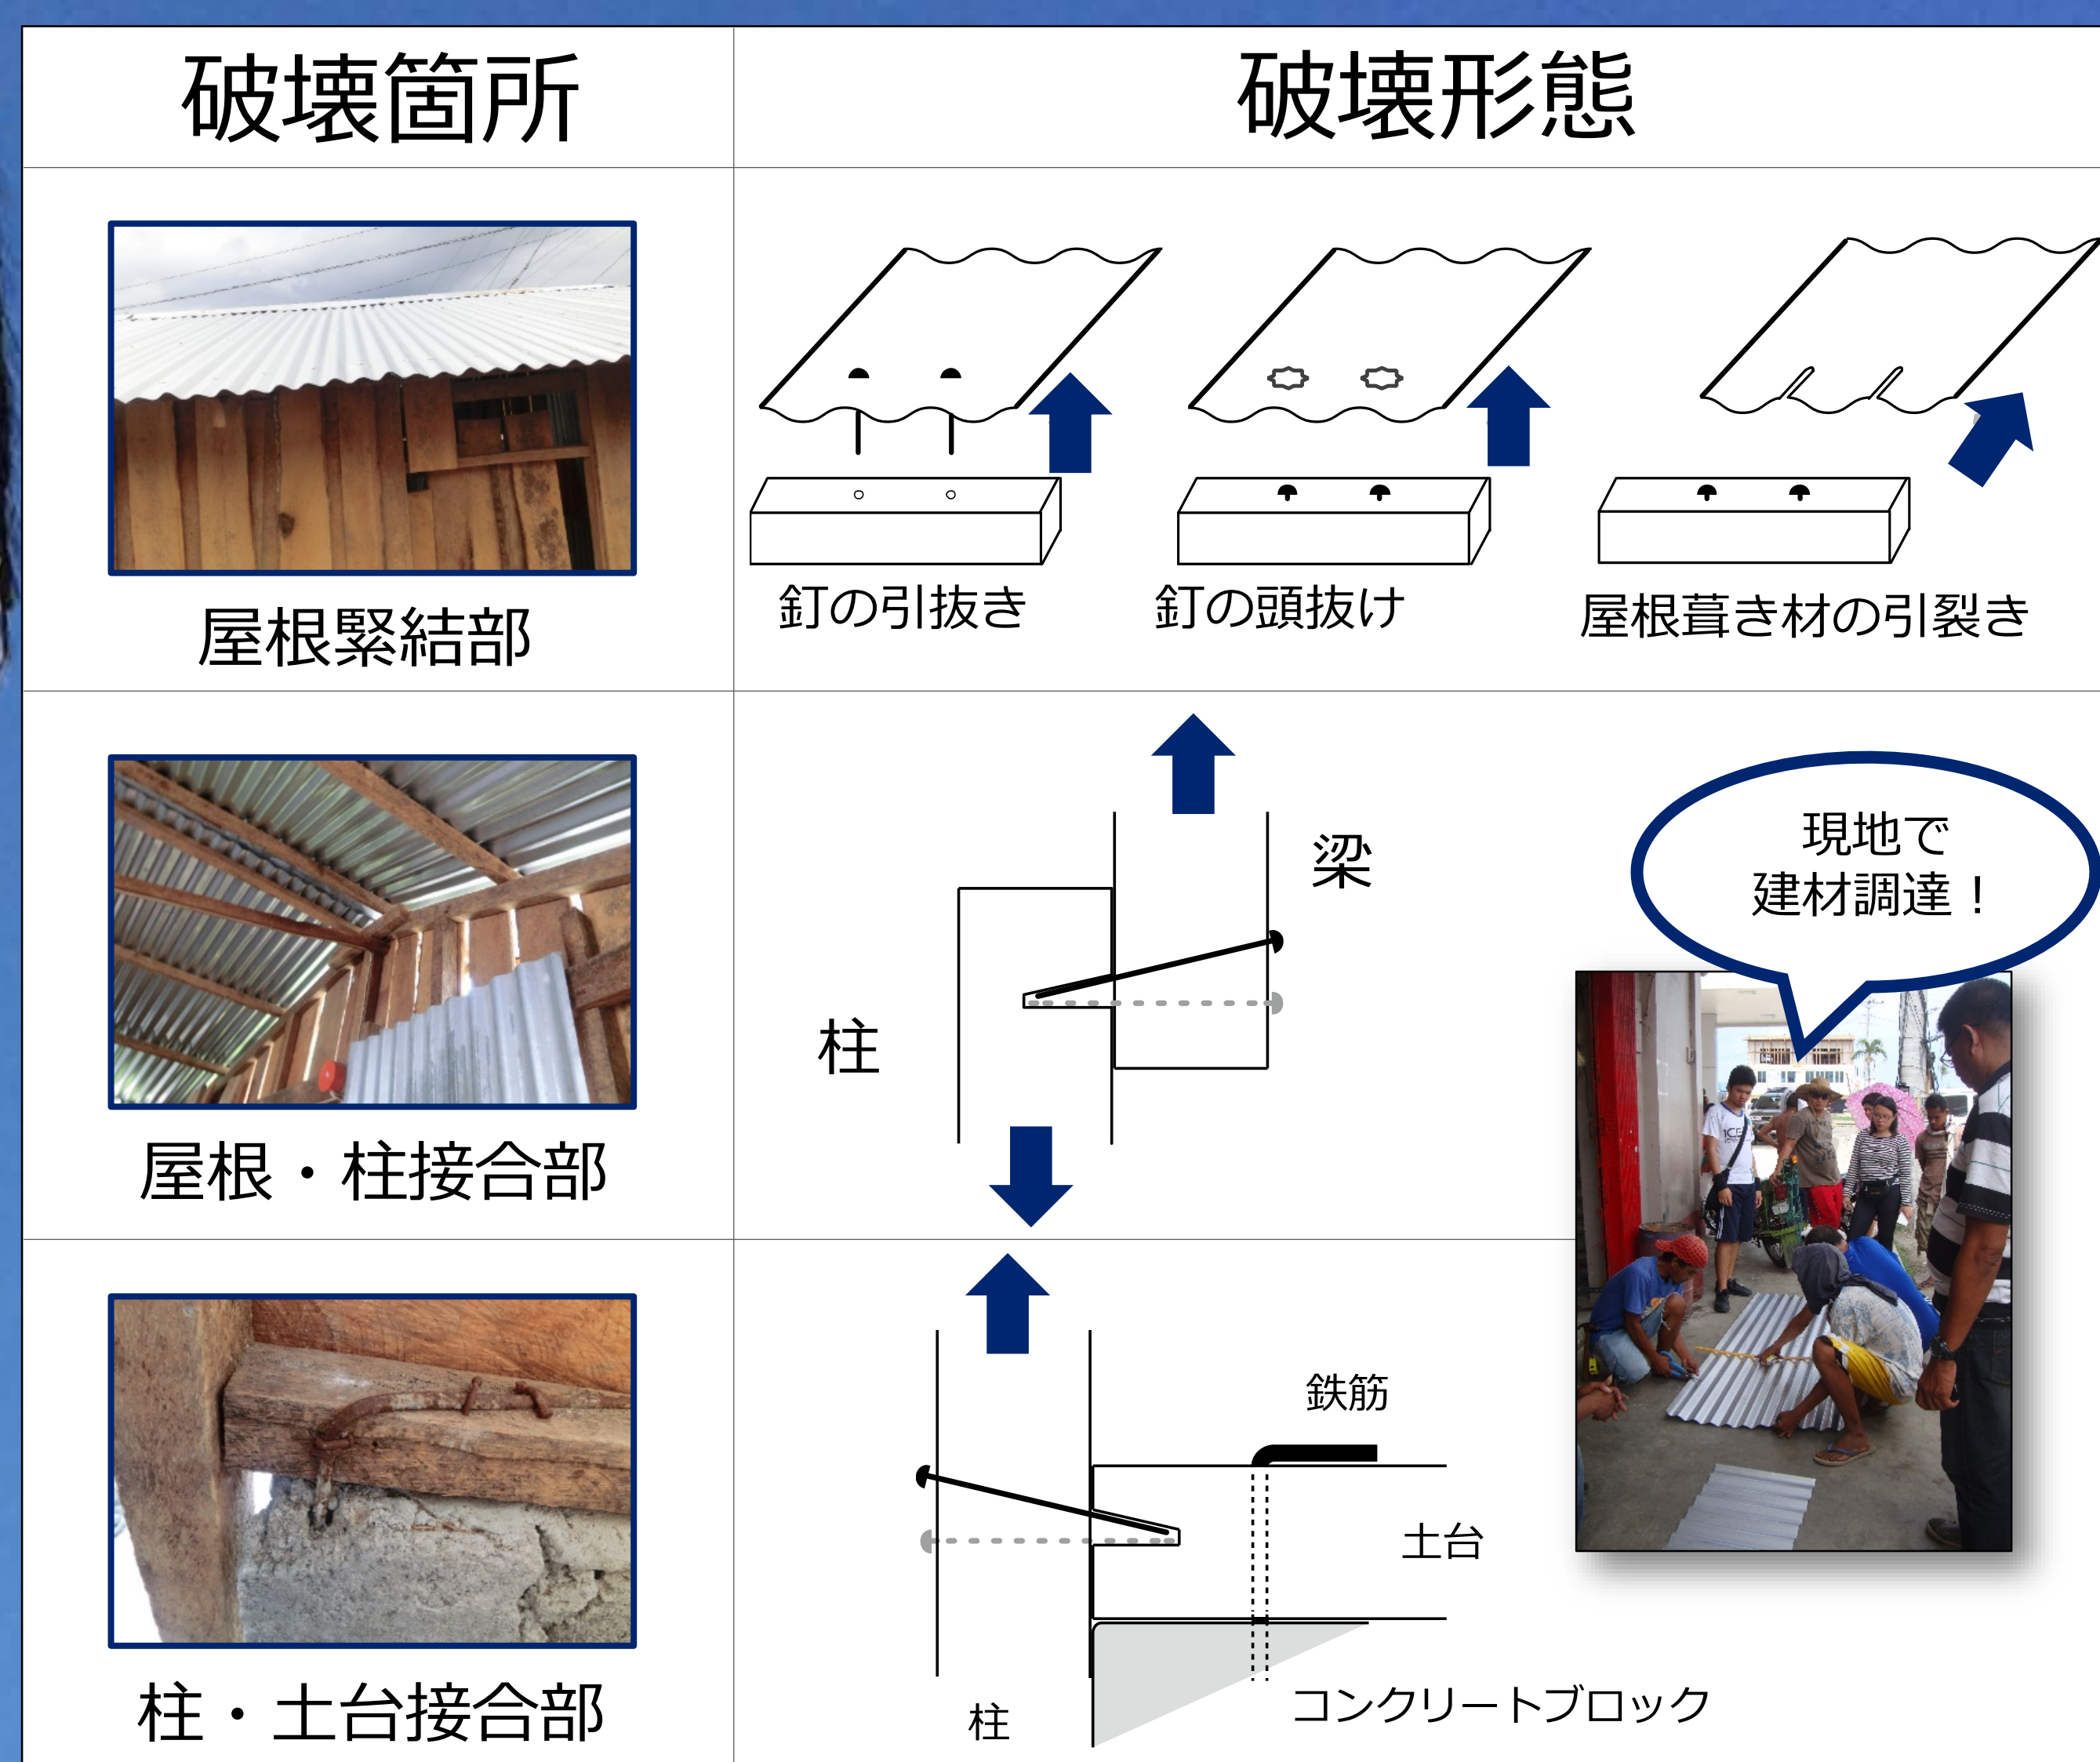 破壊箇所
破壊形態
屋根緊結部
釘の引抜き
釘の頭抜け
屋根葺き材の引裂き
屋根・柱接合部
梁
柱
現地で
建材調達！
柱・土台接合部
鉄筋
土台
コンクリートブロック
柱